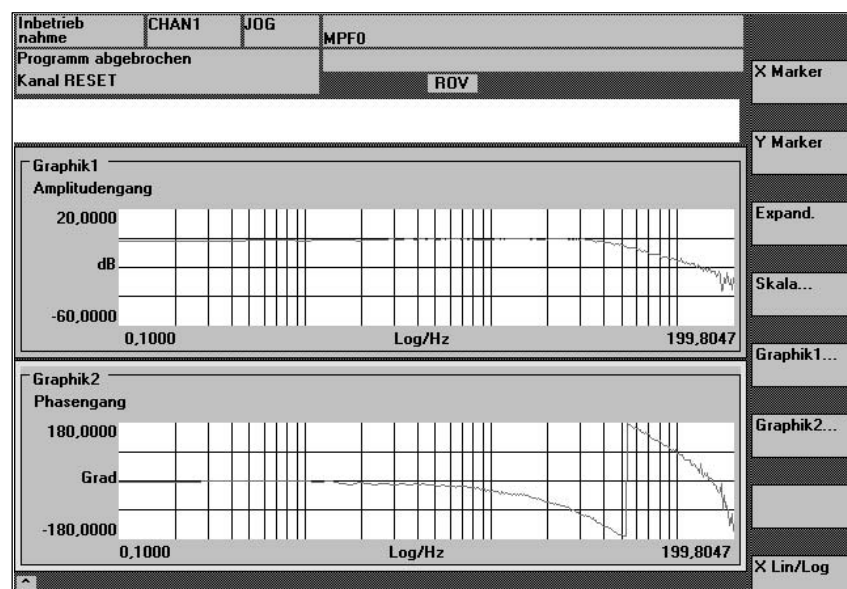 Inbetrieb
nahme
CHAN1
JOG
MPF0
Programm abgebrochen
Kanal RESET
ROV
X Marker
Y Marker
Expand.
Skala...
Graphik1...
Graphik2...
X Lin/Log
Graphik1
Amplitudengang
20,0000
dB
-60,0000
0,1000
Log/Hz
199,8047
Graphik2
Phasengang
180,0000
Grad
-180,0000
0,1000
Log/Hz
199,8047
^